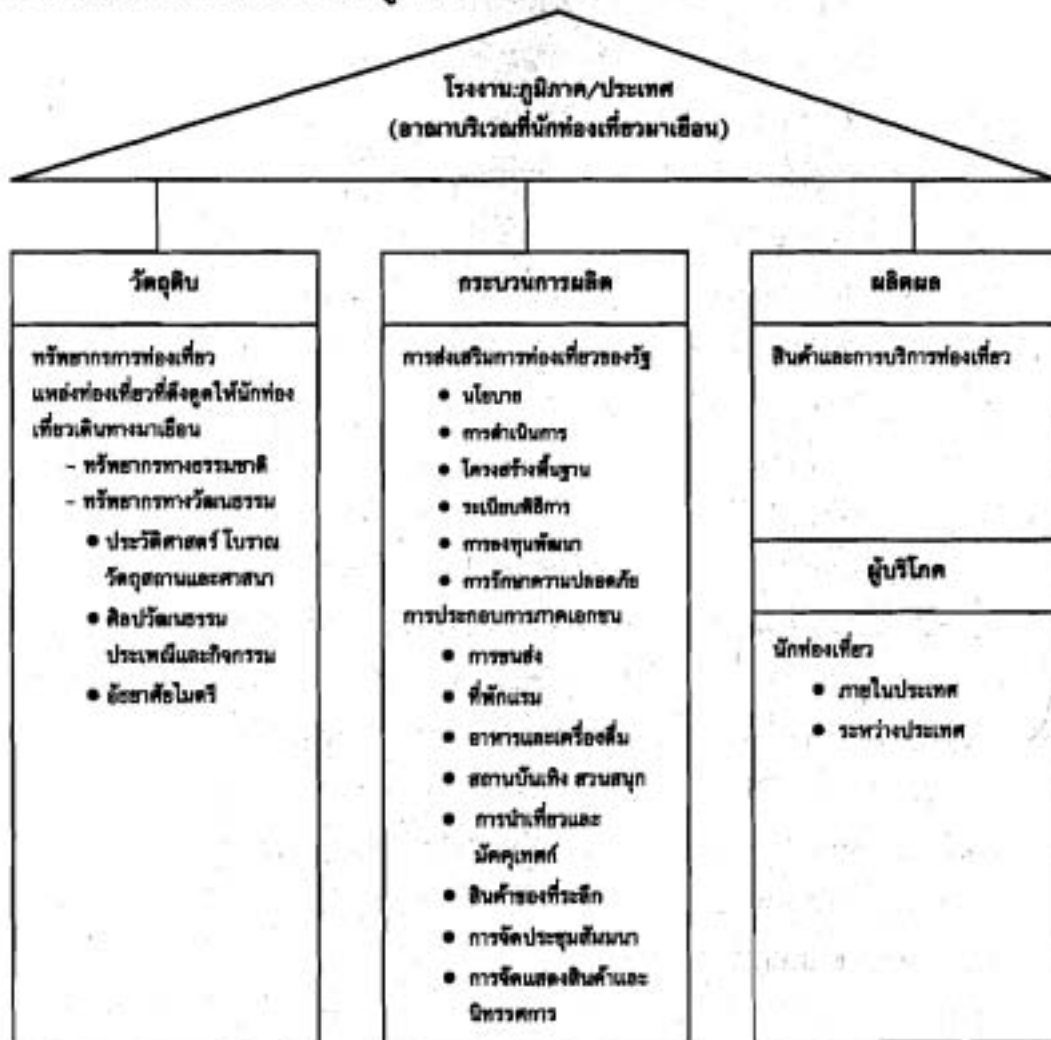 โรงงาน:ภูมิภาค/ประเทศ
(อาณาบริเวณที่นักท่องเที่ยวมาเยือน)
วัตถุดิบ
ทรัพยากรการท่องเที่ยว
แหล่งท่องเที่ยวที่ดึงดูดให้นักท่อง
เที่ยวเดินทางมาเยือน
– ทรัพยากรทางธรรมชาติ
– ทรัพยากรทางวัฒนธรรม
● ประวัติศาสตร์ โบราณ
วัตถุสถานและศาสนา
● ศิลปวัฒนธรรม
ประเพณีและกิจกรรม
● อัธยาศัยไมตรี
กระบวนการผลิต
การส่งเสริมการท่องเที่ยวของรัฐ
● นโยบาย
● การดำเนินการ
● โครงสร้างพื้นฐาน
● ระเบียบพิธีการ
● การลงทุนพัฒนา
● การรักษาความปลอดภัย
การประกอบการภาคเอกชน
● การขนส่ง
● ที่พักแรม
● อาหารและเครื่องดื่ม
● สถานบันเทิง สวนสนุก
● การนำเที่ยวและ
มัคคุเทศก์
● สินค้าของที่ระลึก
● การจัดประชุมสัมมนา
● การจัดแสดงสินค้าและ
นิทรรศการ
ผลิตผล
สินค้าและการบริการท่องเที่ยว
ผู้บริโภค
นักท่องเที่ยว
● ภายในประเทศ
● ระหว่างประเทศ